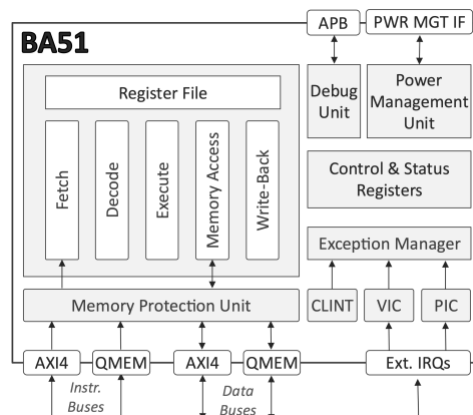 APB
PWR MGT IF
BA51
Register File
Fetch
Decode
Execute
Memory Access
Write-Back
Debug
Unit
Power
Management
Unit
Control & Status
Registers
Exception Manager
Memory Protection Unit
CLINT
VIC
PIC
AXI4
QMEM
AXI4
QMEM
Ext. IRQs
Instr.
Buses
Data
Buses